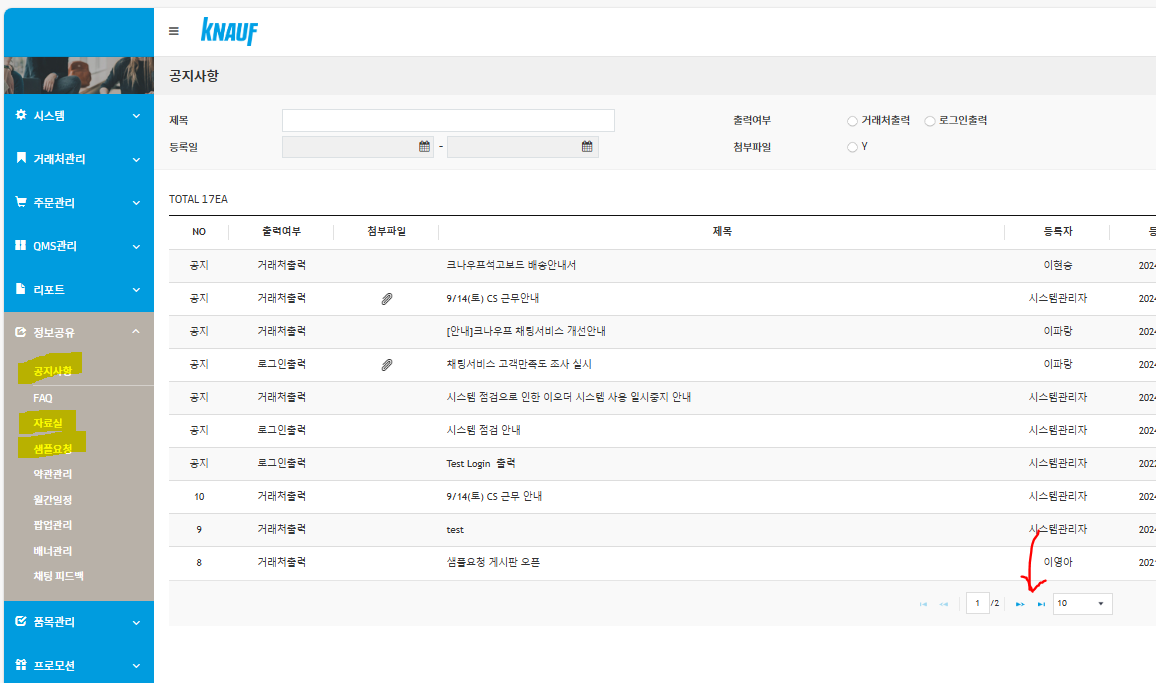 KNAUF
공지사항
시스템
거래처관리
주문관리
QMS관리
리포트
정보공유
공지사항
FAQ
자료실
샘플요청
약관관리
월간일정
팝업관리
배너관리
채팅 피드백
품목관리
프로모션
제목 출력여부 거래처출력 로그인출력
등록일 - 첨부파일 Y
TOTAL 17EA
NO 출력여부 첨부파일 제목 등록자
공지 거래처출력 크나우프석고보드 배송안내서 이현승 2024
공지 거래처출력 9/14(토) CS 근무안내 시스템관리자 2024
공지 거래처출력 [안내]크나우프 채팅서비스 개선안내 이파랑 2024
공지 로그인출력 채팅서비스 고객만족도 조사 실시 이파랑 2024
공지 거래처출력 시스템 점검으로 인한 이오더 시스템 사용 일시중지 안내 시스템관리자 2024
공지 로그인출력 시스템 점검 안내 시스템관리자 2024
공지 로그인출력 Test Login 출력 시스템관리자
10 거래처출력 9/14(토) CS 근무 안내 시스템관리자 2024
9 거래처출력 test 시스템관리자 2024
8 거래처출력 샘플요청 게시판 오픈 이영아
1 /2 10